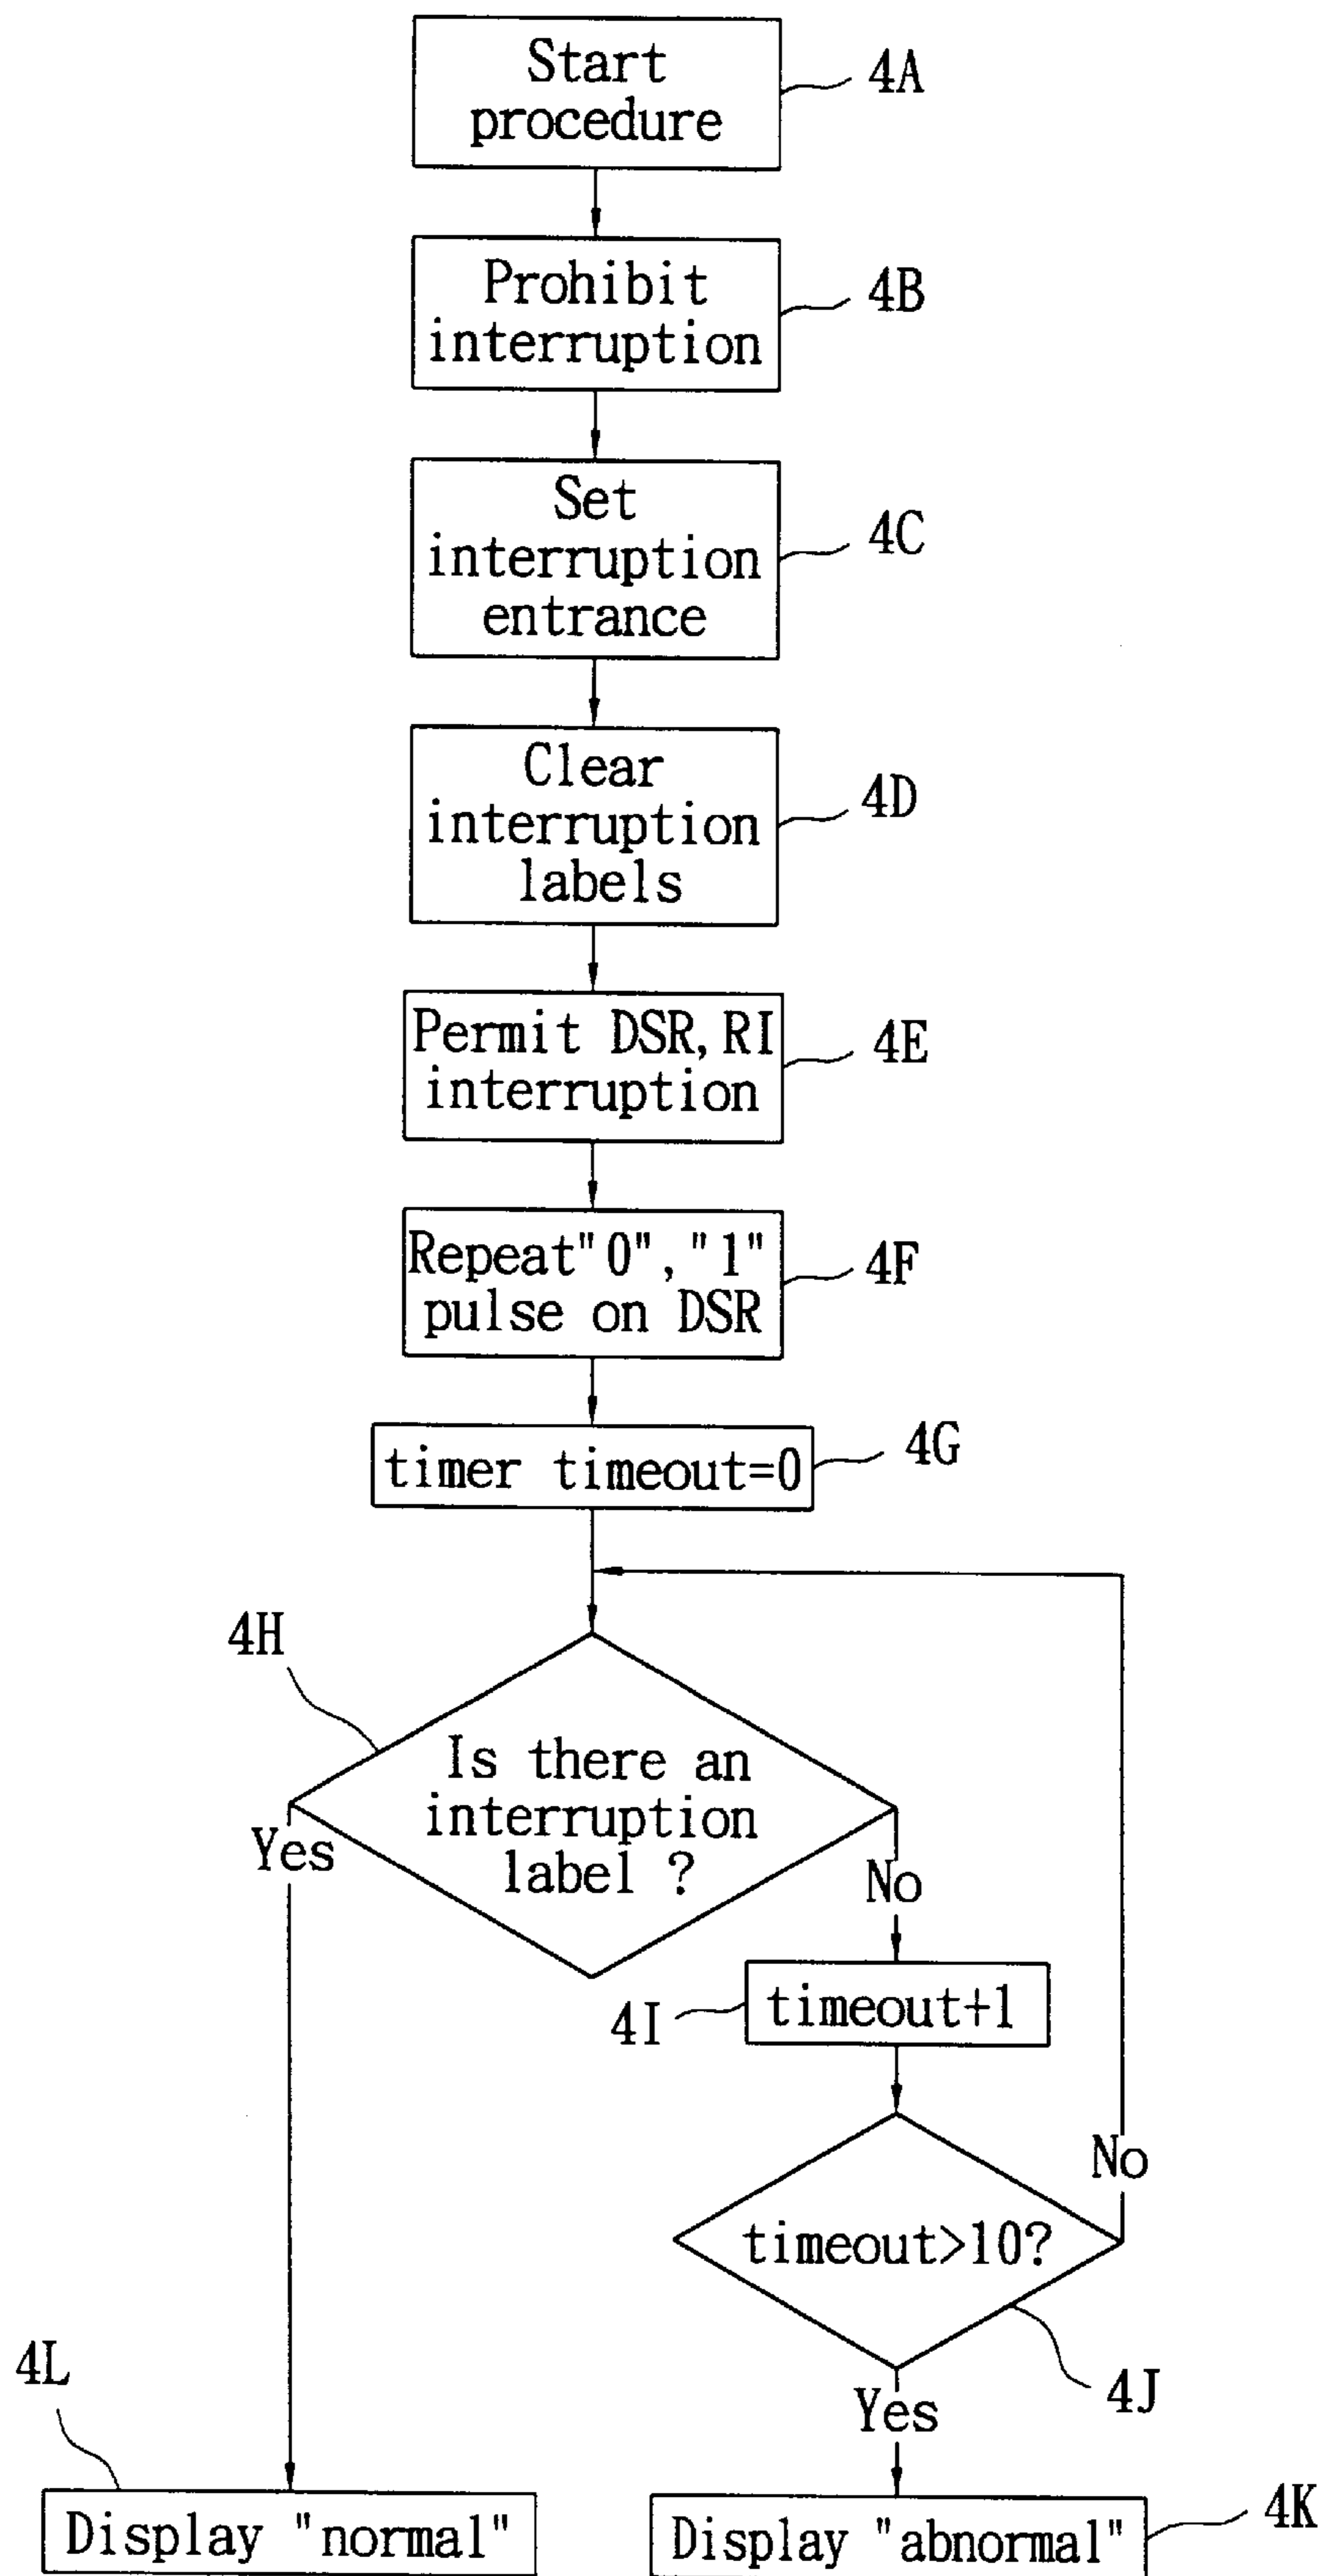 Start
procedure
4A
Prohibit
interruption
4B
Set
interruption
entrance
4C
Clear
interruption
labels
4D
Permit DSR,RI
interruption
4E
Repeat"0","1"
pulse on DSR
4F
timer timeout=0
4G
4H
Is there an
interruption
label ?
Yes
No
4I
timeout+1
timeout>10?
No
4J
Yes
4L
Display "normal"
Display "abnormal"
4K